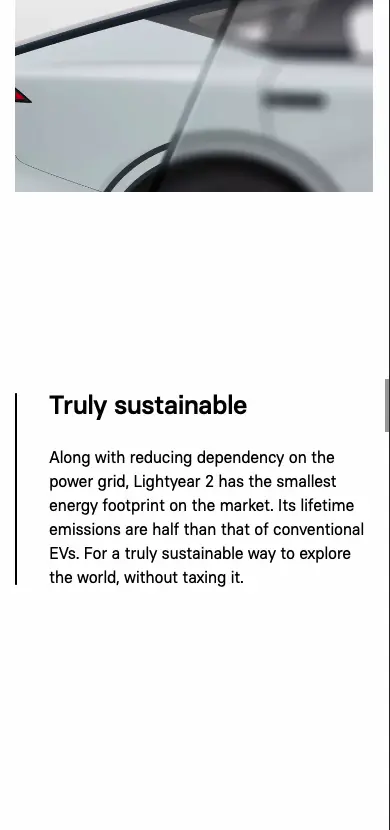 Truly sustainable
Along with reducing dependency on the
power grid, Lightyear 2 has the smallest
energy footprint on the market. Its lifetime
emissions are half than that of conventional
EVs. For a truly sustainable way to explore
the world, without taxing it.